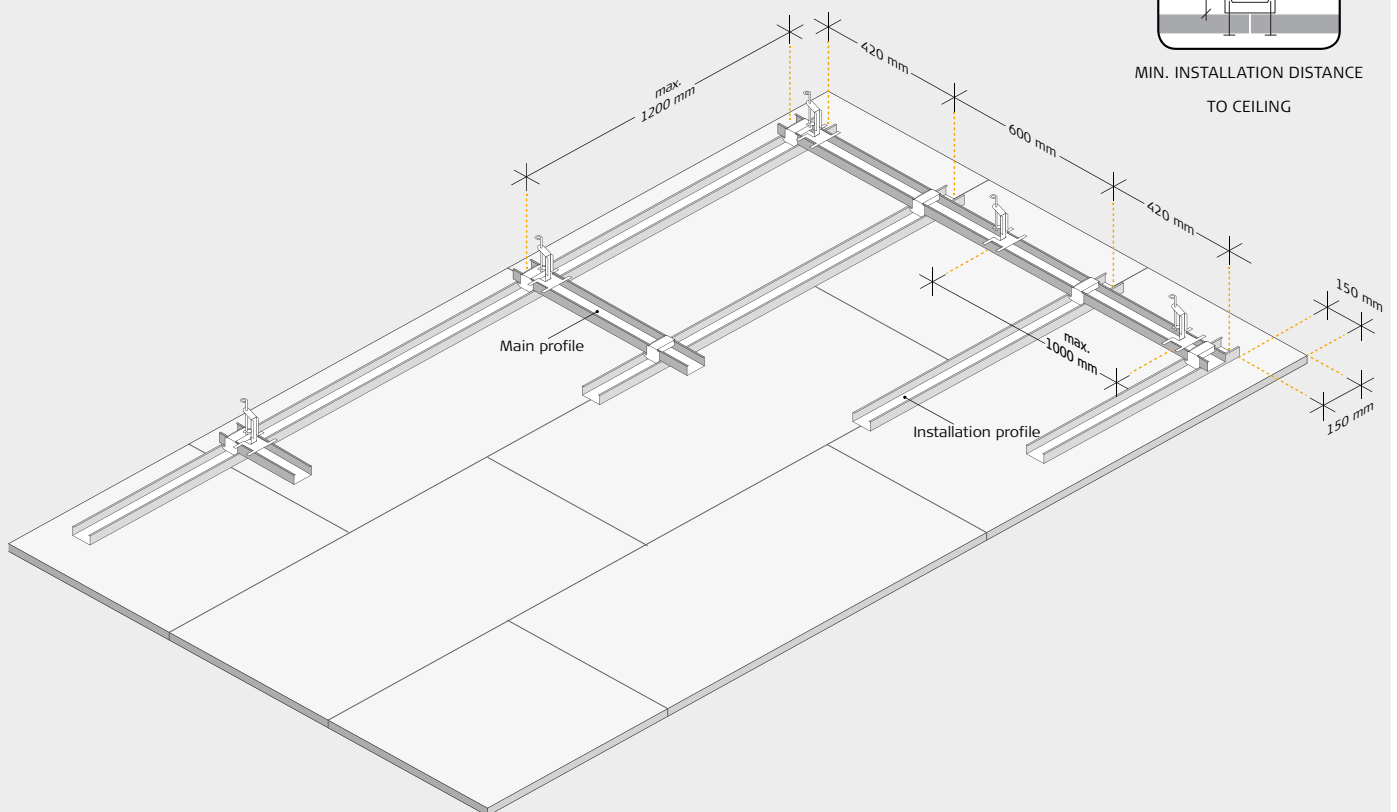 MIN. INSTALLATION DISTANCE
TO CEILING
420 mm
max.
1200 mm
600 mm
420 mm
150 mm
max.
1000 mm
Main profile
150 mm
Installation profile